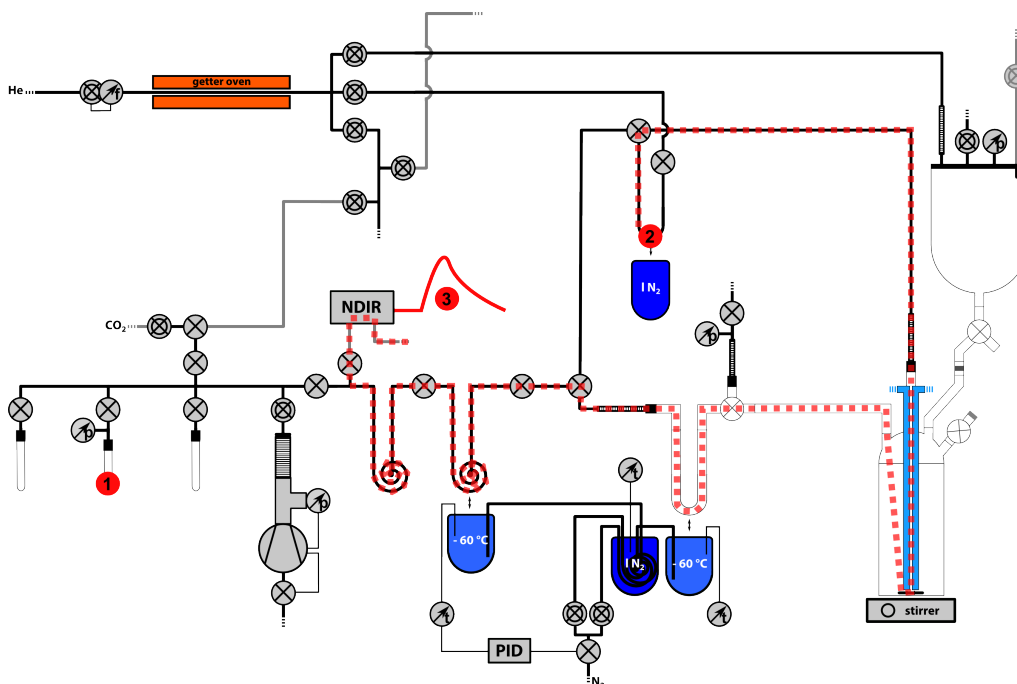 getter oven
He
f
p
2
l N₂
3
NDIR
CO₂
p
p
1
t
p
- 60 °C
l N₂
- 60 °C
t
t
stirrer
PID
N₂